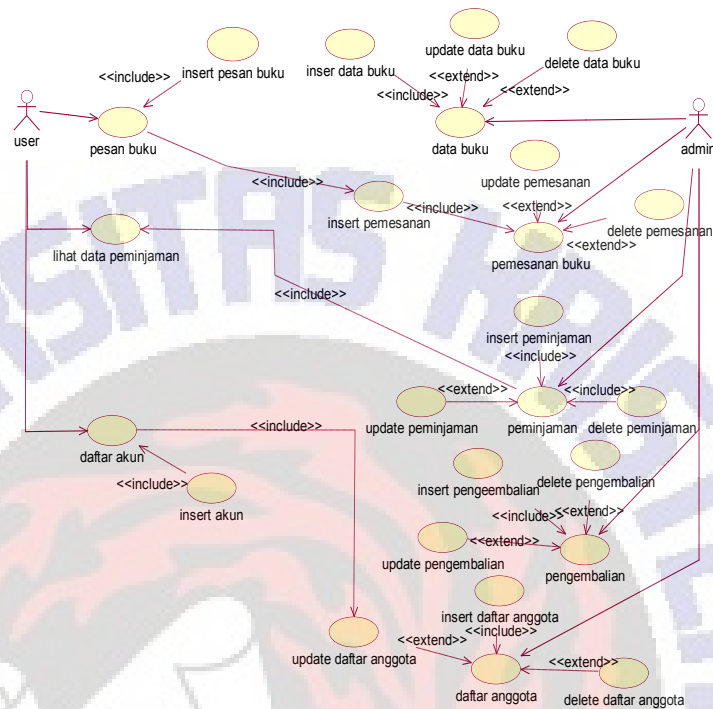 update data buku
insert pesan buku
inser data buku
delete data buku
<<include>>
<<extend>>
<<include>>
<<extend>>
user
pesan buku
data buku
admin
<<include>>
update pemesanan
<<include>>
<<extend>>
insert pemesanan
delete pemesanan
<<extend>>
lihat data peminjaman
pemesanan buku
<<include>>
insert peminjaman
<<include>>
<<extend>>
<<include>>
update peminjaman
peminjaman
delete peminjaman
<<include>>
daftar akun
delete pengembalian
<<include>>
insert pengeembalian
insert akun
<<include>>
<<extend>>
<<extend>>
update pengembalian
pengembalian
insert daftar anggota
<<include>>
<<extend>>
update daftar anggota
<<extend>>
daftar anggota
delete daftar anggota
SITAS KRISTE